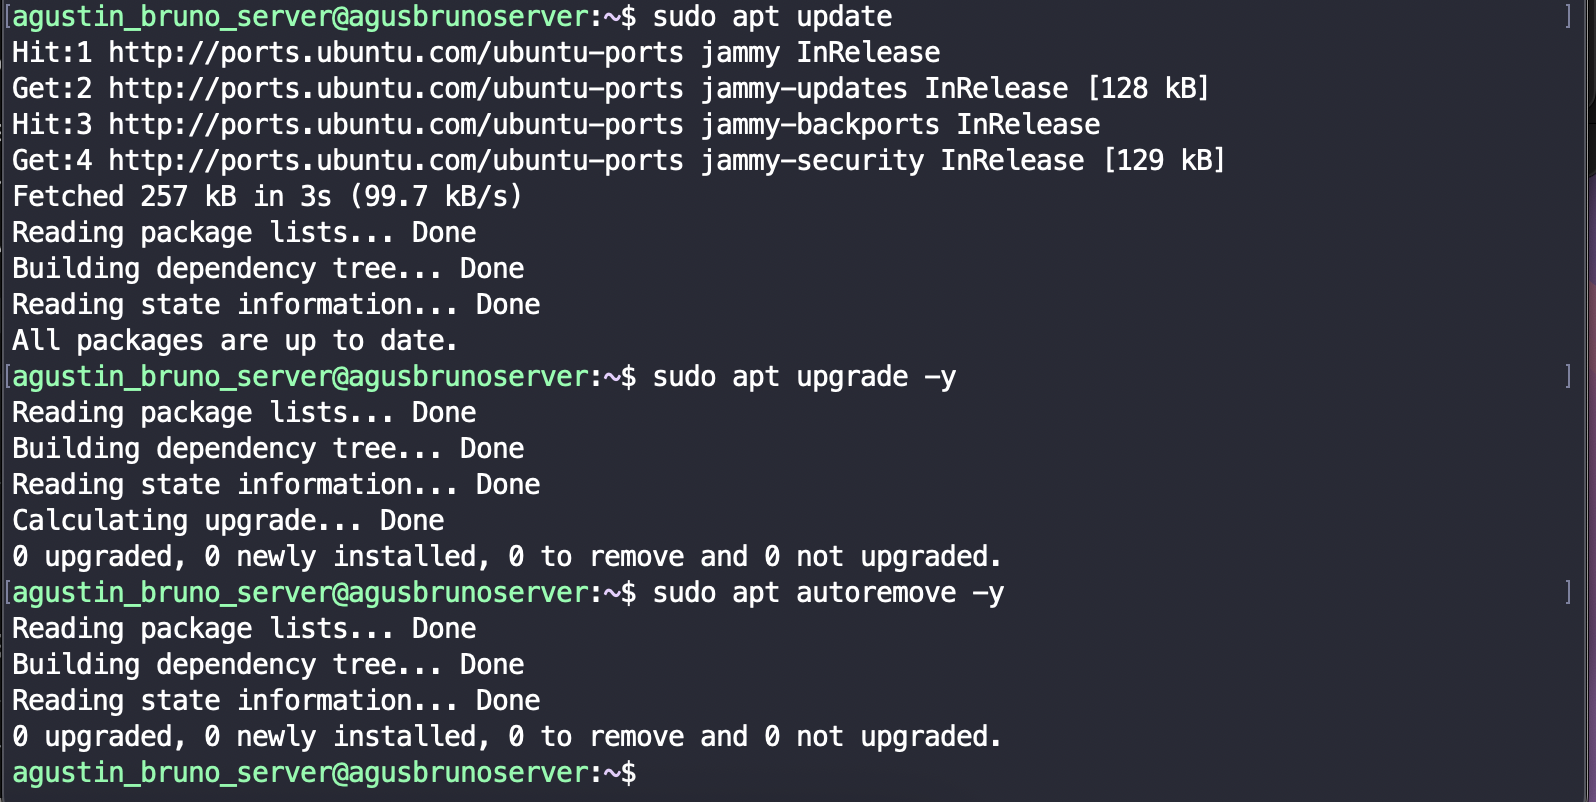 [agustin_bruno_server@agusbrunoserver:~$ sudo apt update ]
Hit:1 http://ports.ubuntu.com/ubuntu-ports jammy InRelease
Get:2 http://ports.ubuntu.com/ubuntu-ports jammy-updates InRelease [128 kB]
Hit:3 http://ports.ubuntu.com/ubuntu-ports jammy-backports InRelease
Get:4 http://ports.ubuntu.com/ubuntu-ports jammy-security InRelease [129 kB]
Fetched 257 kB in 3s (99.7 kB/s)
Reading package lists... Done
Building dependency tree... Done
Reading state information... Done
All packages are up to date.
[agustin_bruno_server@agusbrunoserver:~$ sudo apt upgrade -y ]
Reading package lists... Done
Building dependency tree... Done
Reading state information... Done
Calculating upgrade... Done
0 upgraded, 0 newly installed, 0 to remove and 0 not upgraded.
[agustin_bruno_server@agusbrunoserver:~$ sudo apt autoremove -y ]
Reading package lists... Done
Building dependency tree... Done
Reading state information... Done
0 upgraded, 0 newly installed, 0 to remove and 0 not upgraded.
agustin_bruno_server@agusbrunoserver:~$